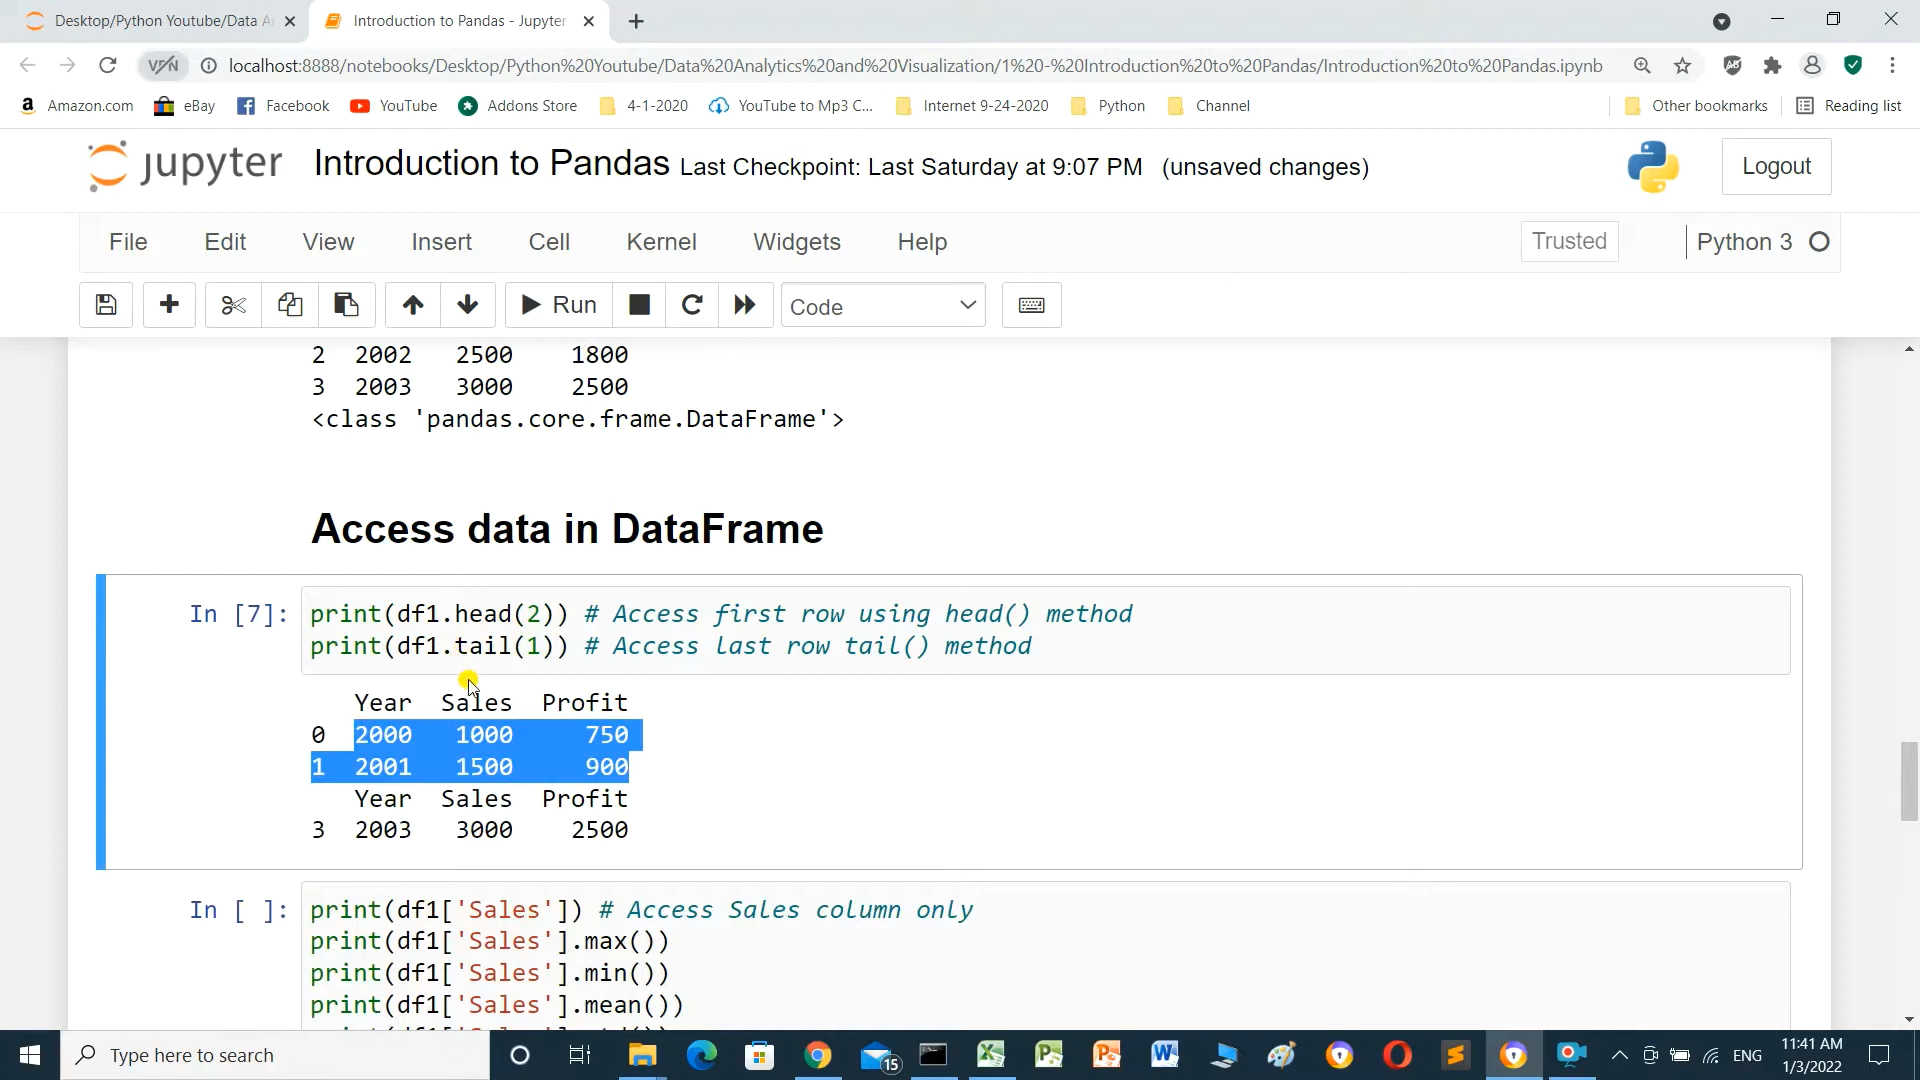 Desktop/Python Youtube/Data A
Introduction to Pandas - Jupyter
VPN
localhost:8888/notebooks/Desktop/Python%20Youtube/Data%20Analytics%20and%20Visualization/1%20-%20Introduction%20to%20Pandas/Introduction%20to%20Pandas.ipynb
Amazon.com eBay Facebook YouTube Addons Store 4-1-2020 YouTube to Mp3 C... Internet 9-24-2020 Python Channel Other bookmarks Reading list
jupyter Introduction to Pandas Last Checkpoint: Last Saturday at 9:07 PM (unsaved changes) Logout
File Edit View Insert Cell Kernel Widgets Help Trusted Python 3
Run Code
2 2002 2500 1800
3 2003 3000 2500
<class 'pandas.core.frame.DataFrame'>
Access data in DataFrame
In [7]: print(df1.head(2)) # Access first row using head() method
print(df1.tail(1)) # Access last row tail() method
Year Sales Profit
0 2000 1000 750
1 2001 1500 900
Year Sales Profit
3 2003 3000 2500
In [ ]: print(df1['Sales']) # Access Sales column only
print(df1['Sales'].max())
print(df1['Sales'].min())
print(df1['Sales'].mean())
Type here to search
15
ENG
11:41 AM
1/3/2022